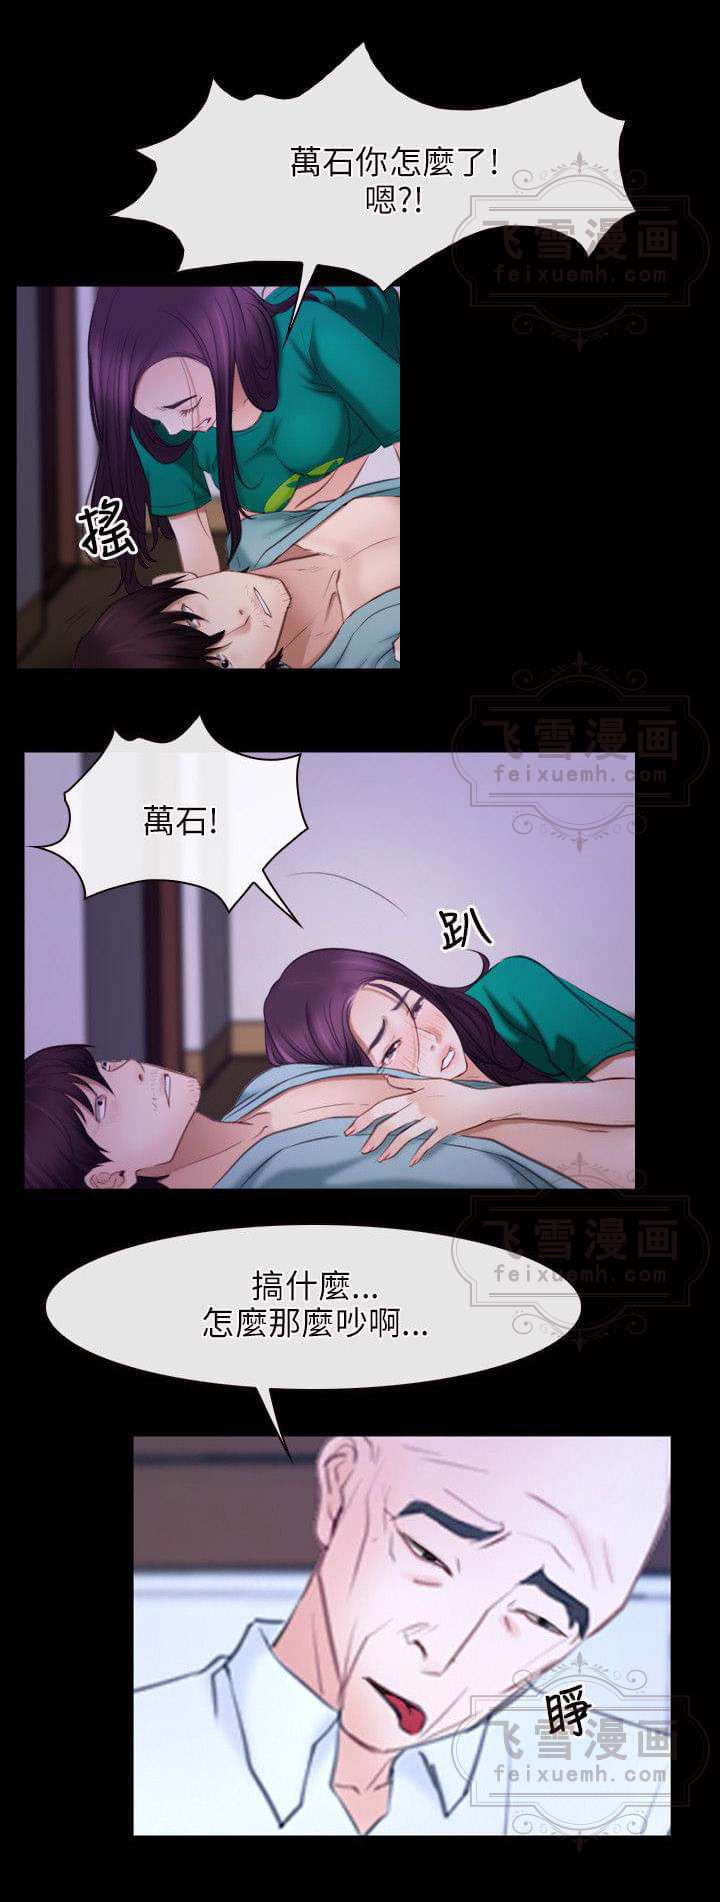 萬石你怎麼了!
嗯?!
飞雪漫画
feixuemh.com
搖
飞雪漫画
feixuemh.com
萬石!
趴
飞雪漫画
feixuemh.com
搞什麼...
怎麼那麼吵啊...
睜
飞雪漫画
feixuemh.com